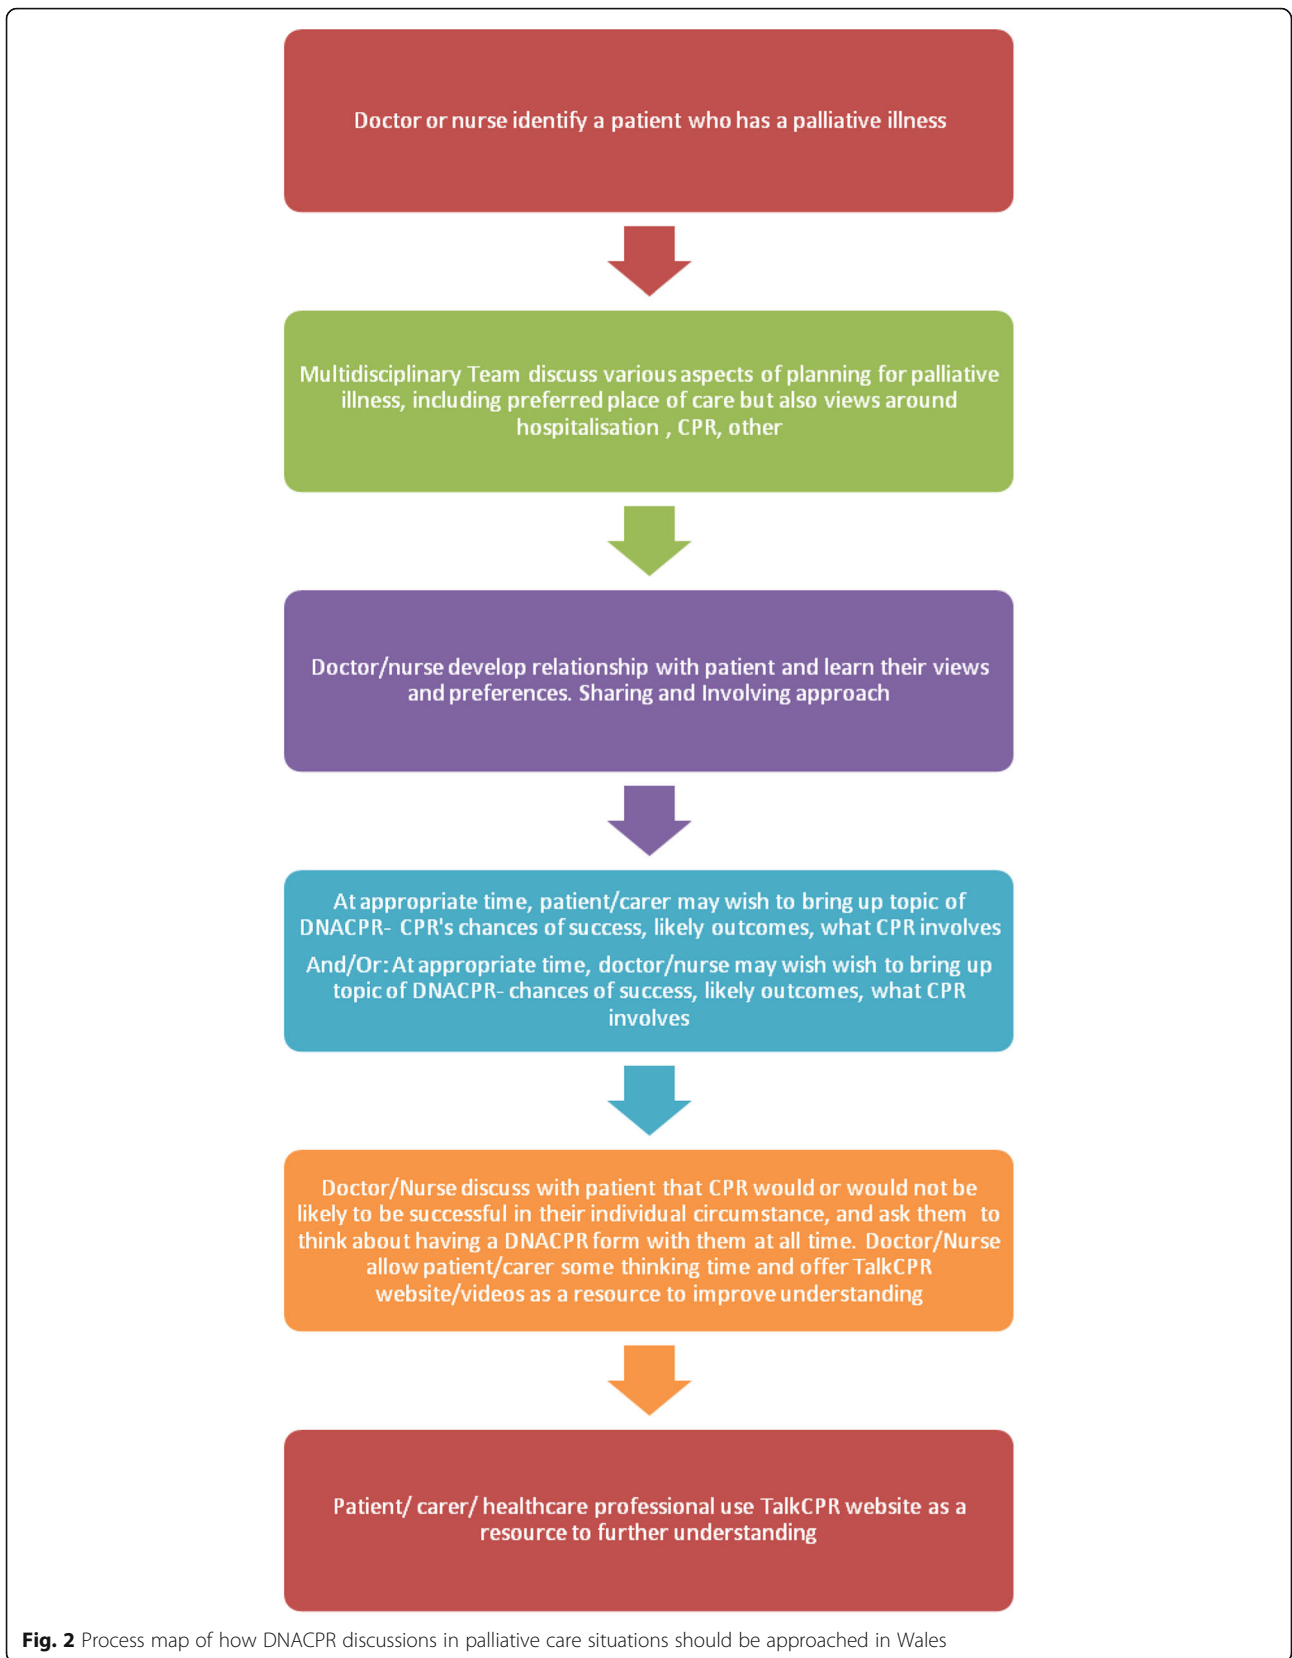 Doctor or nurse identify a patient who has a palliative illness
Multidisciplinary Team discuss various aspects of planning for palliative
illness, including preferred place of care but also views around
hospitalisation , CPR, other
Doctor/nurse develop relationship with patient and learn their views
and preferences. Sharing and Involving approach
At appropriate time, patient/carer may wish to bring up topic of
DNACPR- CPR's chances of success, likely outcomes, what CPR involves
And/Or: At appropriate time, doctor/nurse may wish wish to bring up
topic of DNACPR- chances of success, likely outcomes, what CPR
involves
Doctor/Nurse discuss with patient that CPR would or would not be
likely to be successful in their individual circumstance, and ask them to
think about having a DNACPR form with them at all time. Doctor/Nurse
allow patient/carer some thinking time and offer TalkCPR
website/videos as a resource to improve understanding
Patient/ carer/ healthcare professional use TalkCPR website as a
resource to further understanding
Fig. 2 Process map of how DNACPR discussions in palliative care situations should be approached in Wales